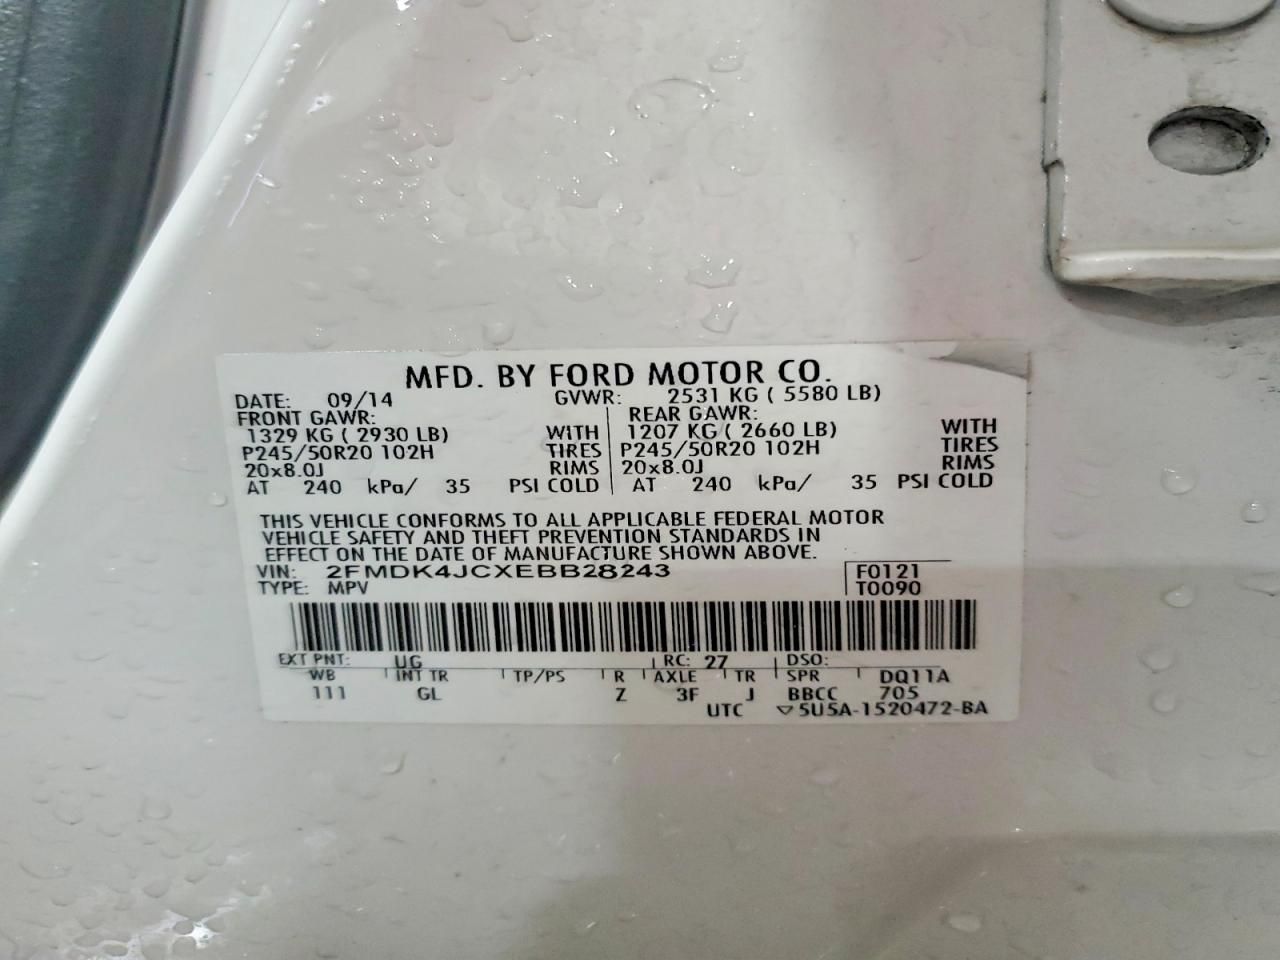 MFD. BY FORD MOTOR CO.
DATE: 09/14 GVWR: 2531 KG ( 5580 LB)
FRONT GAWR: REAR GAWR:
1329 KG ( 2930 LB) WITH 1207 KG ( 2660 LB) WITH
P245/50R20 102H TIRES P245/50R20 102H TIRES
20x8.0J RIMS 20x8.0J RIMS
AT 240 kPa/ 35 PSI COLD AT 240 kPa/ 35 PSI COLD
THIS VEHICLE CONFORMS TO ALL APPLICABLE FEDERAL MOTOR
VEHICLE SAFETY AND THEFT PREVENTION STANDARDS IN
EFFECT ON THE DATE OF MANUFACTURE SHOWN ABOVE.
VIN: 2FMDK4JCXEBB28243 F0121
TYPE: MPV T0090
EXT PNT: UG RC: 27 DSO:
WB INT TR TP/PS R AXLE TR SPR DQ11A
111 GL Z 3F J BBCC 705
UTC ▽5U5A-1520472-BA